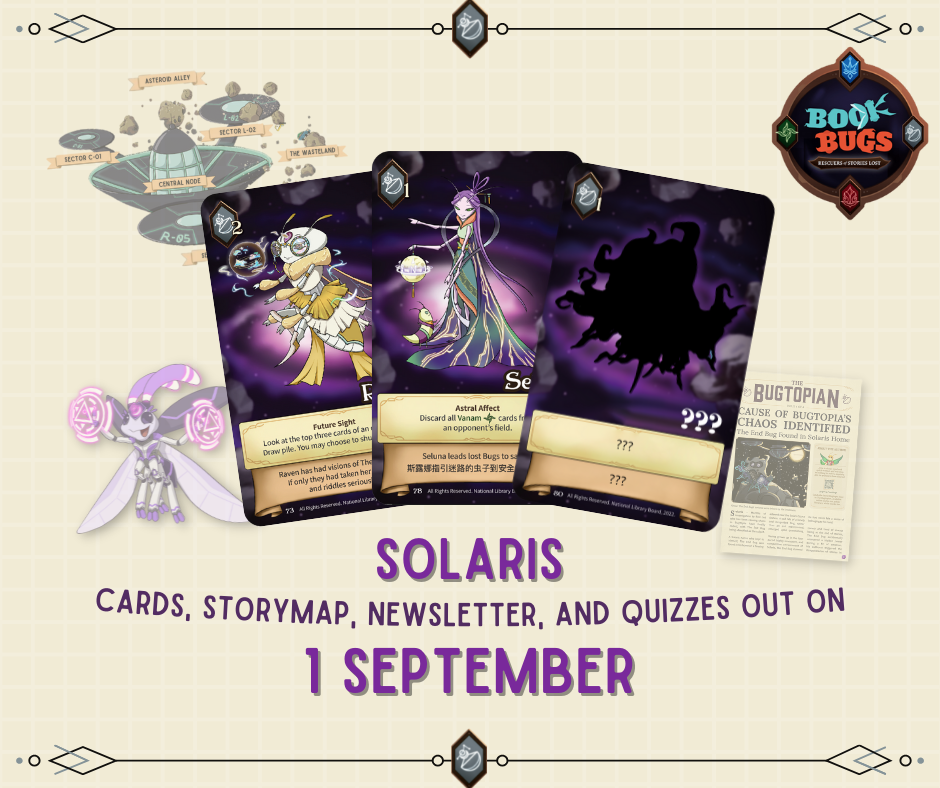 ASTEROID ALLEY
SECTOR L-02
SECTOR C-01
THE WASTELAND
CENTRAL NODE
R-05
BOOK
BUGS
RESCUERS of STORIES LOST
2
1
1
R
Se
???
Future Sight
Look at the top three cards of an
Draw pile. You may choose to shu
Raven has had visions of The
if only they had taken her
and riddles serious
73 All Rights Reserved. National Library
Astral Affect
Discard all Vanam cards fr
an opponent's field.
Seluna leads lost Bugs to sa
斯露娜指引迷路的虫子到安全
78 All Rights Reserved. National Library
???
???
80 All Rights Reserved. National Library Board, 2022.
THE
BUGTOPIAN
CAUSE OF BUGTOPIA'S
CHAOS IDENTIFIED
The End Bug Found in Solaris Home
SOLARIS
CARDS, STORYMAP, NEWSLETTER, AND QUIZZES OUT ON
1 SEPTEMBER